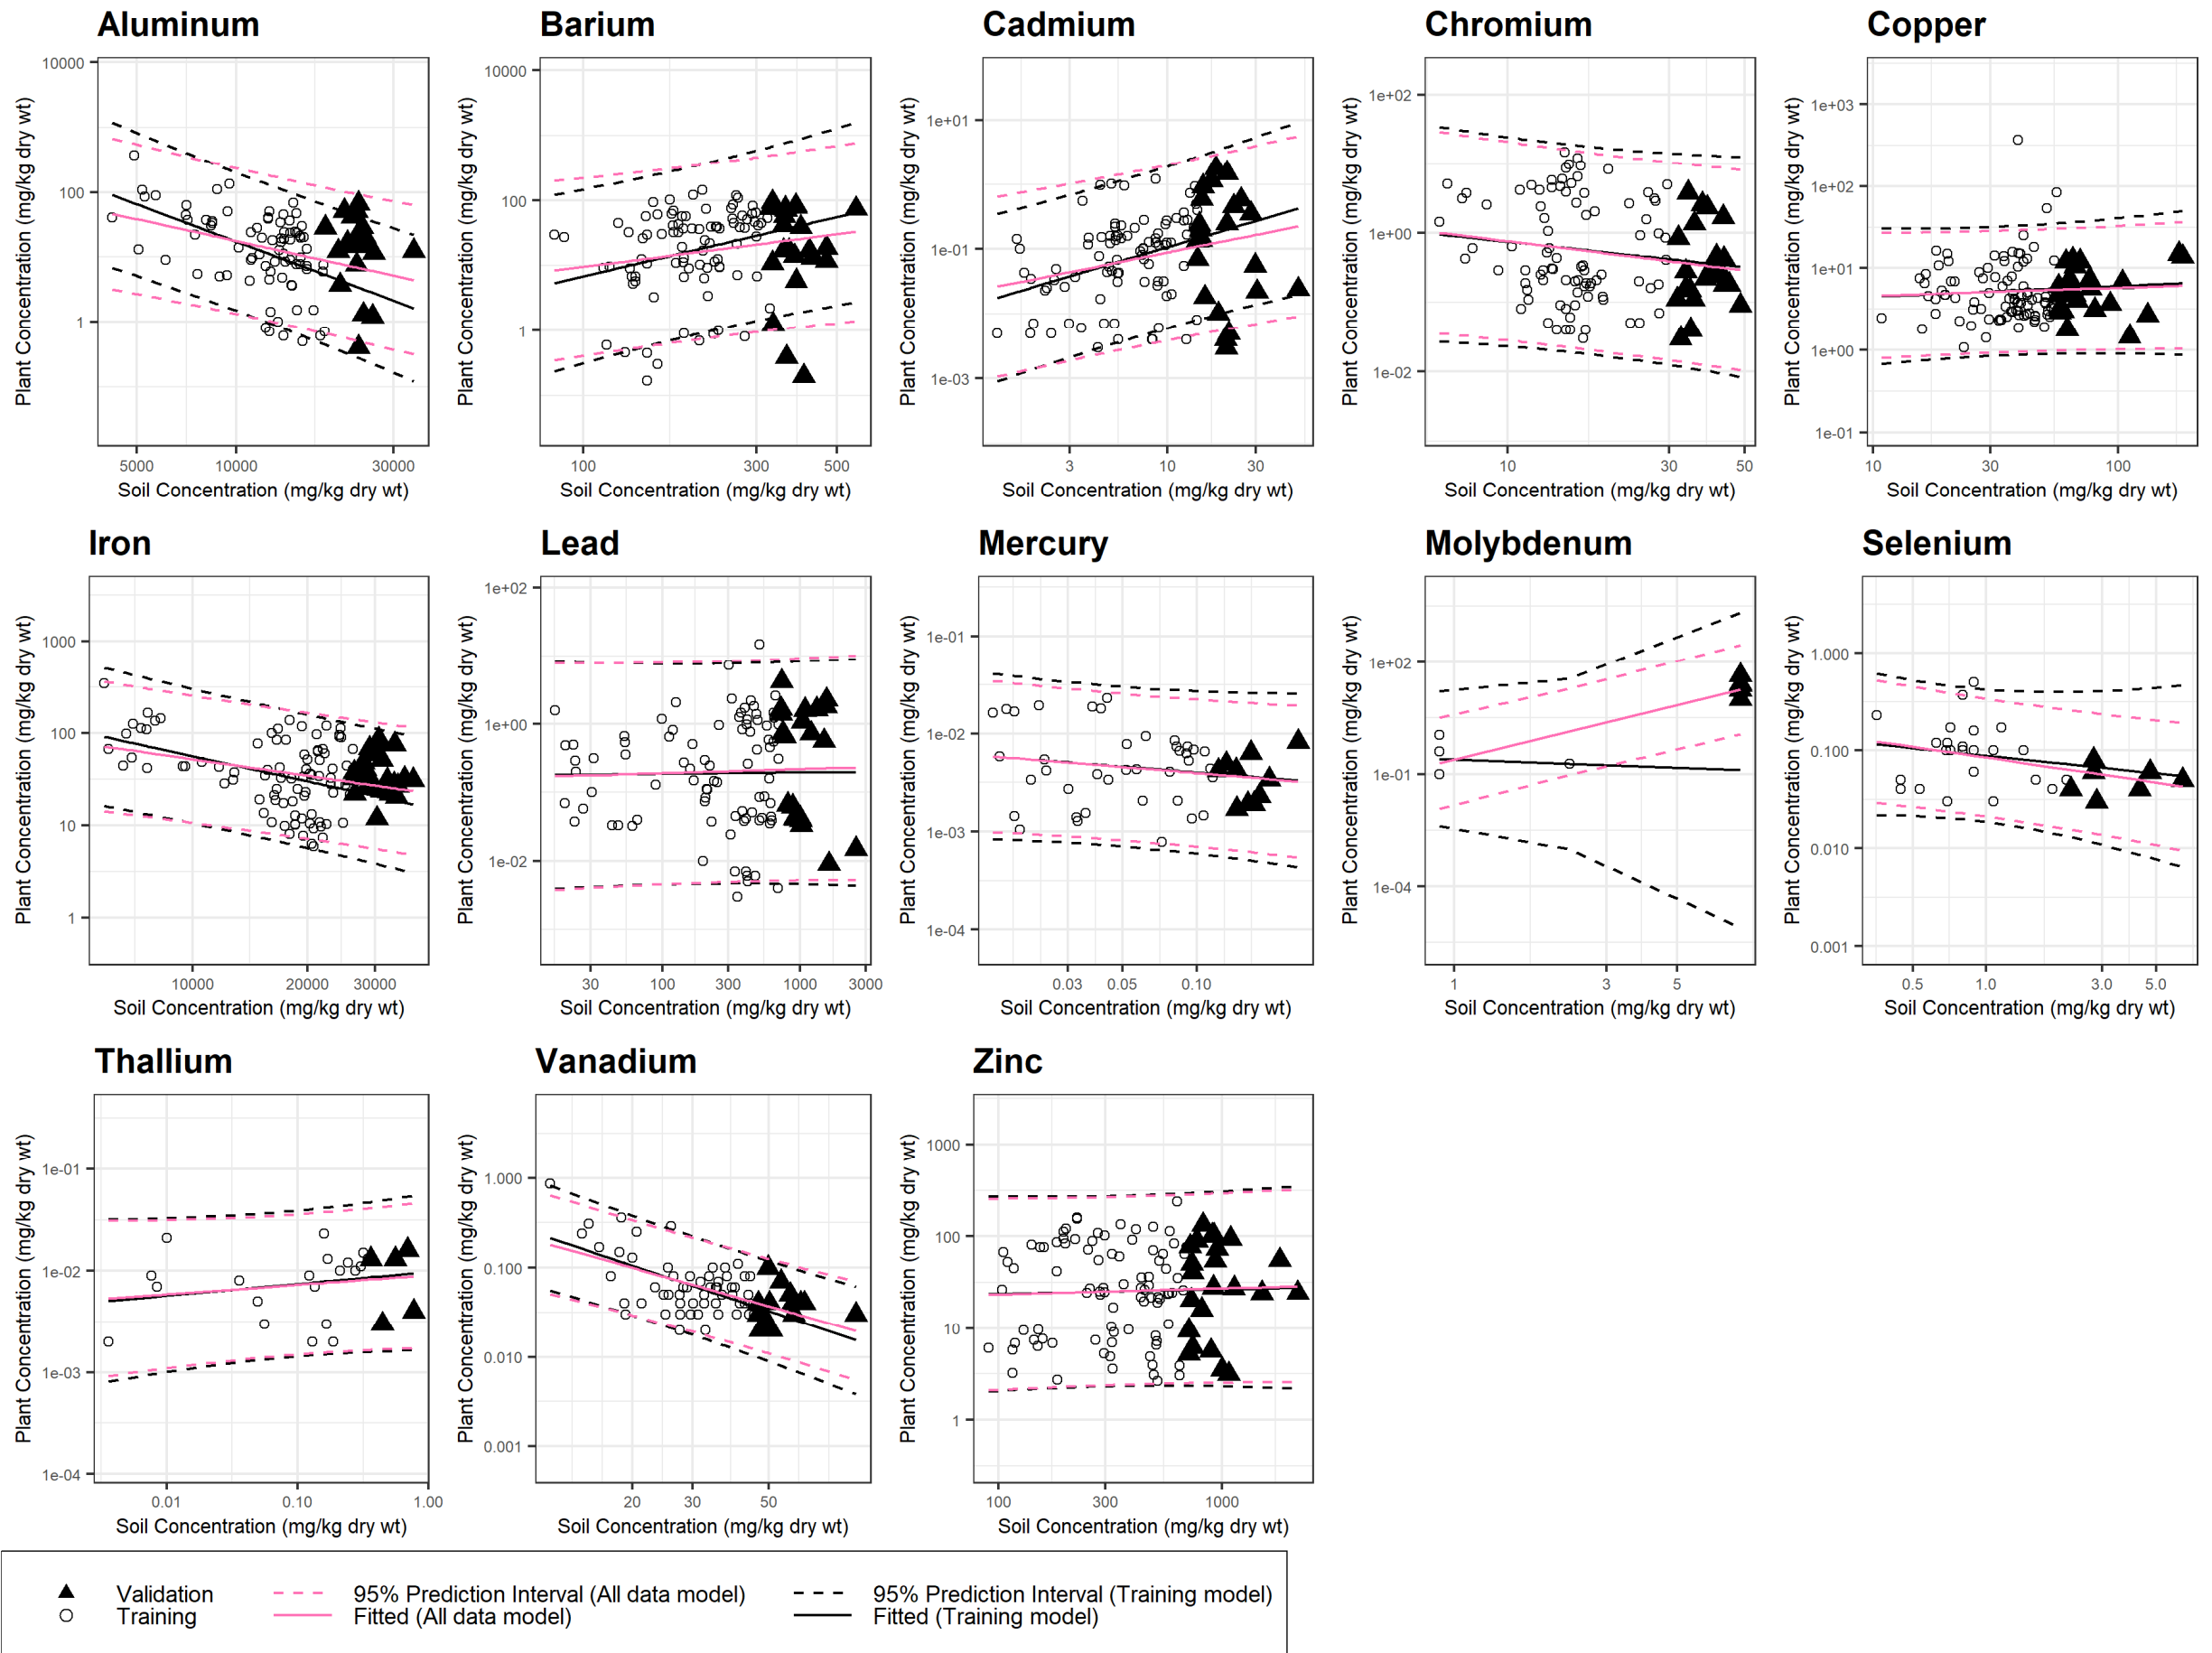 Aluminum
Barium
Cadmium
Chromium
Copper
Plant Concentration (mg/kg dry wt)
10000
100
1
5000 10000 30000
Soil Concentration (mg/kg dry wt)
Plant Concentration (mg/kg dry wt)
10000
100
1
100 300 500
Soil Concentration (mg/kg dry wt)
Plant Concentration (mg/kg dry wt)
1e+01
1e-01
1e-03
3 10 30
Soil Concentration (mg/kg dry wt)
Plant Concentration (mg/kg dry wt)
1e+02
1e+00
1e-02
10 30 50
Soil Concentration (mg/kg dry wt)
Plant Concentration (mg/kg dry wt)
1e+03
1e+02
1e+01
1e+00
1e-01
10 30 100
Soil Concentration (mg/kg dry wt)
Iron
Lead
Mercury
Molybdenum
Selenium
Plant Concentration (mg/kg dry wt)
1000
100
10
1
10000 20000 30000
Soil Concentration (mg/kg dry wt)
Plant Concentration (mg/kg dry wt)
1e+02
1e+00
1e-02
30 100 300 1000 3000
Soil Concentration (mg/kg dry wt)
Plant Concentration (mg/kg dry wt)
1e-01
1e-02
1e-03
1e-04
0.03 0.05 0.10
Soil Concentration (mg/kg dry wt)
Plant Concentration (mg/kg dry wt)
1e+02
1e-01
1e-04
1 3 5
Soil Concentration (mg/kg dry wt)
Plant Concentration (mg/kg dry wt)
1.000
0.100
0.010
0.001
0.5 1.0 3.0 5.0
Soil Concentration (mg/kg dry wt)
Thallium
Vanadium
Zinc
Plant Concentration (mg/kg dry wt)
1e-01
1e-02
1e-03
1e-04
0.01 0.10 1.00
Soil Concentration (mg/kg dry wt)
Plant Concentration (mg/kg dry wt)
1.000
0.100
0.010
0.001
20 30 50
Soil Concentration (mg/kg dry wt)
Plant Concentration (mg/kg dry wt)
1000
100
10
1
100 300 1000
Soil Concentration (mg/kg dry wt)
Validation 95% Prediction Interval (All data model) 95% Prediction Interval (Training model)
Training Fitted (All data model) Fitted (Training model)